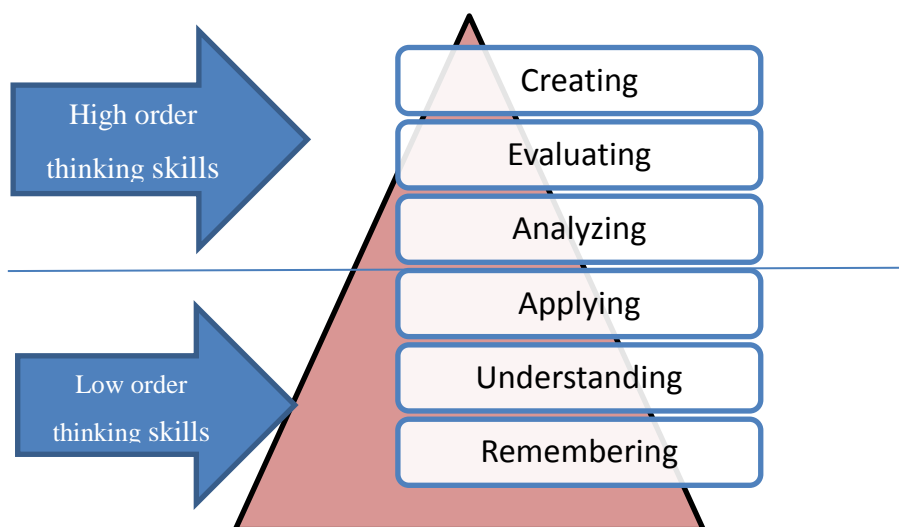 High order
thinking skills
Creating
Evaluating
Analyzing
Applying
Low order
thinking skills
Understanding
Remembering